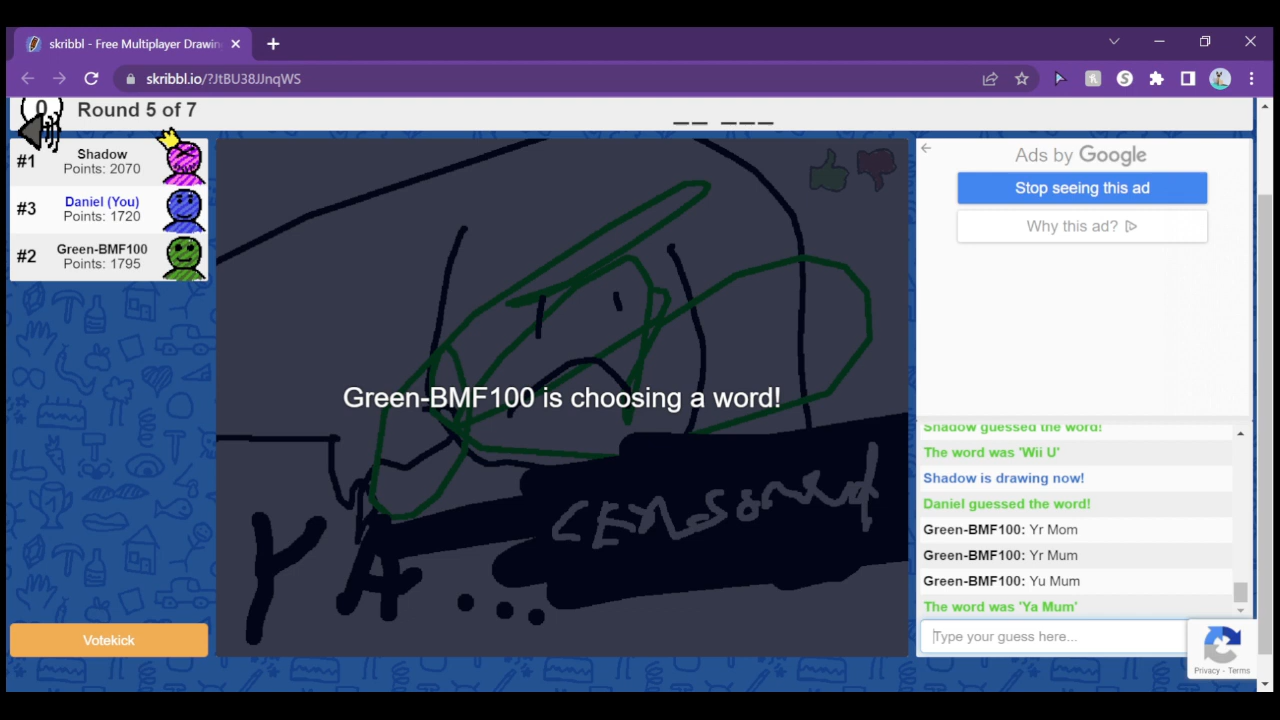 skribbl - Free Multiplayer Drawin
skribbl.io/?JtBU38JJnqWS
0
Round 5 of 7
__ ___
#1
Shadow
Points: 2070
#3
Daniel (You)
Points: 1720
#2
Green-BMF100
Points: 1795
Votekick
Green-BMF100 is choosing a word!
CENSORED
YA...
Ads by Google
Stop seeing this ad
Why this ad?
Shadow guessed the word!
The word was 'Wii U'
Shadow is drawing now!
Daniel guessed the word!
Green-BMF100: Yr Mom
Green-BMF100: Yr Mum
Green-BMF100: Yu Mum
The word was 'Ya Mum'
Type your guess here...
Privacy - Terms